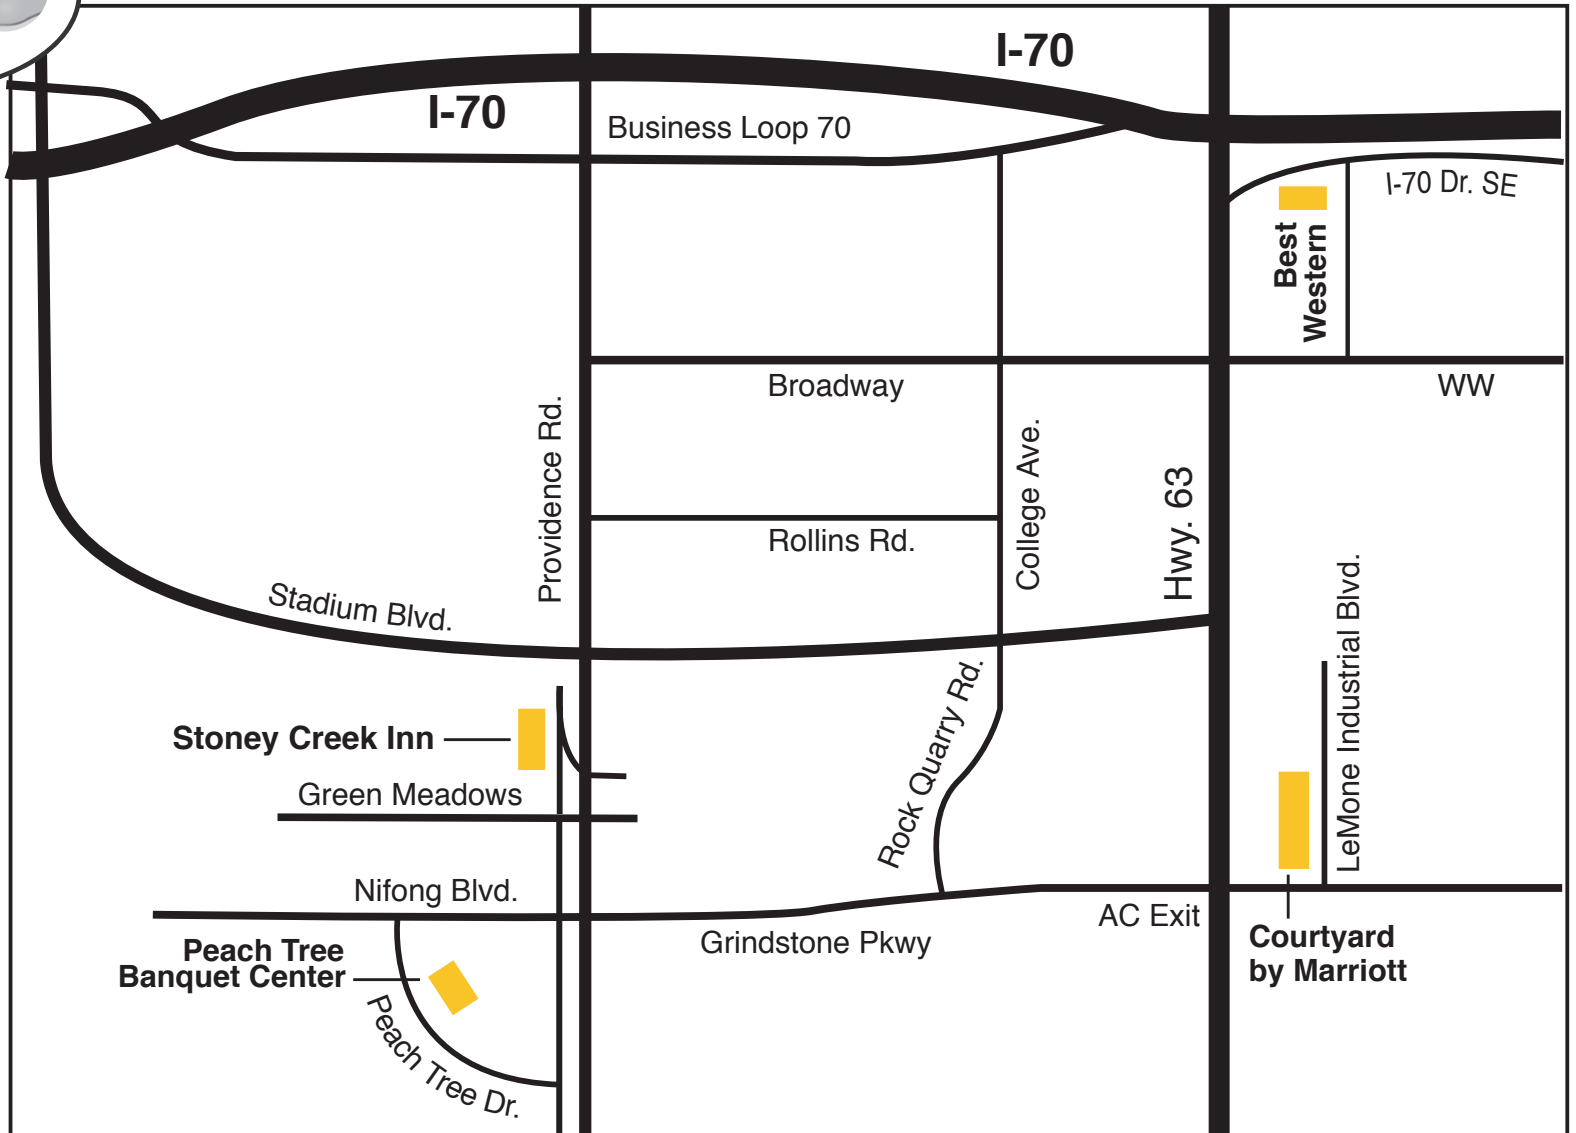 I-70
I-70
Business Loop 70
I-70 Dr. SE
Best
Western
Broadway
WW
Providence Rd.
College Ave.
Hwy. 63
Rollins Rd.
LeMone Industrial Blvd.
Stadium Blvd.
Rock Quarry Rd.
Stoney Creek Inn
Green Meadows
Nifong Blvd.
AC Exit
Grindstone Pkwy
Courtyard
by Marriott
Peach Tree
Banquet Center
Peach Tree Dr.